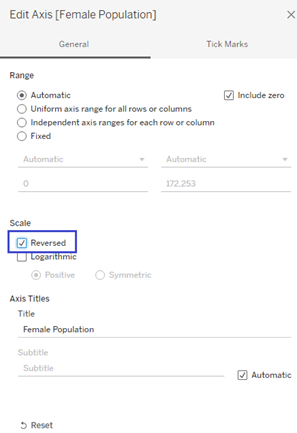 Edit Axis [Female Population]
General
Tick Marks
Range
Automatic
Include zero
Uniform axis range for all rows or columns
Independent axis ranges for each row or column
Fixed
Automatic
Automatic
0
172,253
Scale
Reversed
Logarithmic
Positive
Symmetric
Axis Titles
Title
Female Population
Subtitle
Subtitle
Automatic
Reset